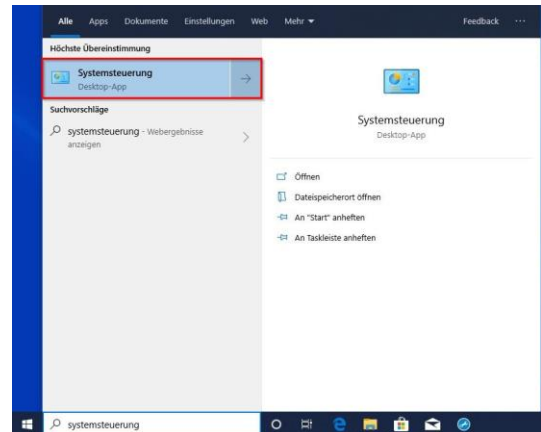 Alle Apps Dokumente Einstellungen Web Mehr Feedback ...
Höchste Übereinstimmung
Systemsteuerung
Desktop-App
Suchvorschläge
systemsteuerung - Webergebnisse
anzeigen
Systemsteuerung
Desktop-App
Öffnen
Dateispeicherort öffnen
An "Start" anheften
An Taskleiste anheften
systemsteuerung